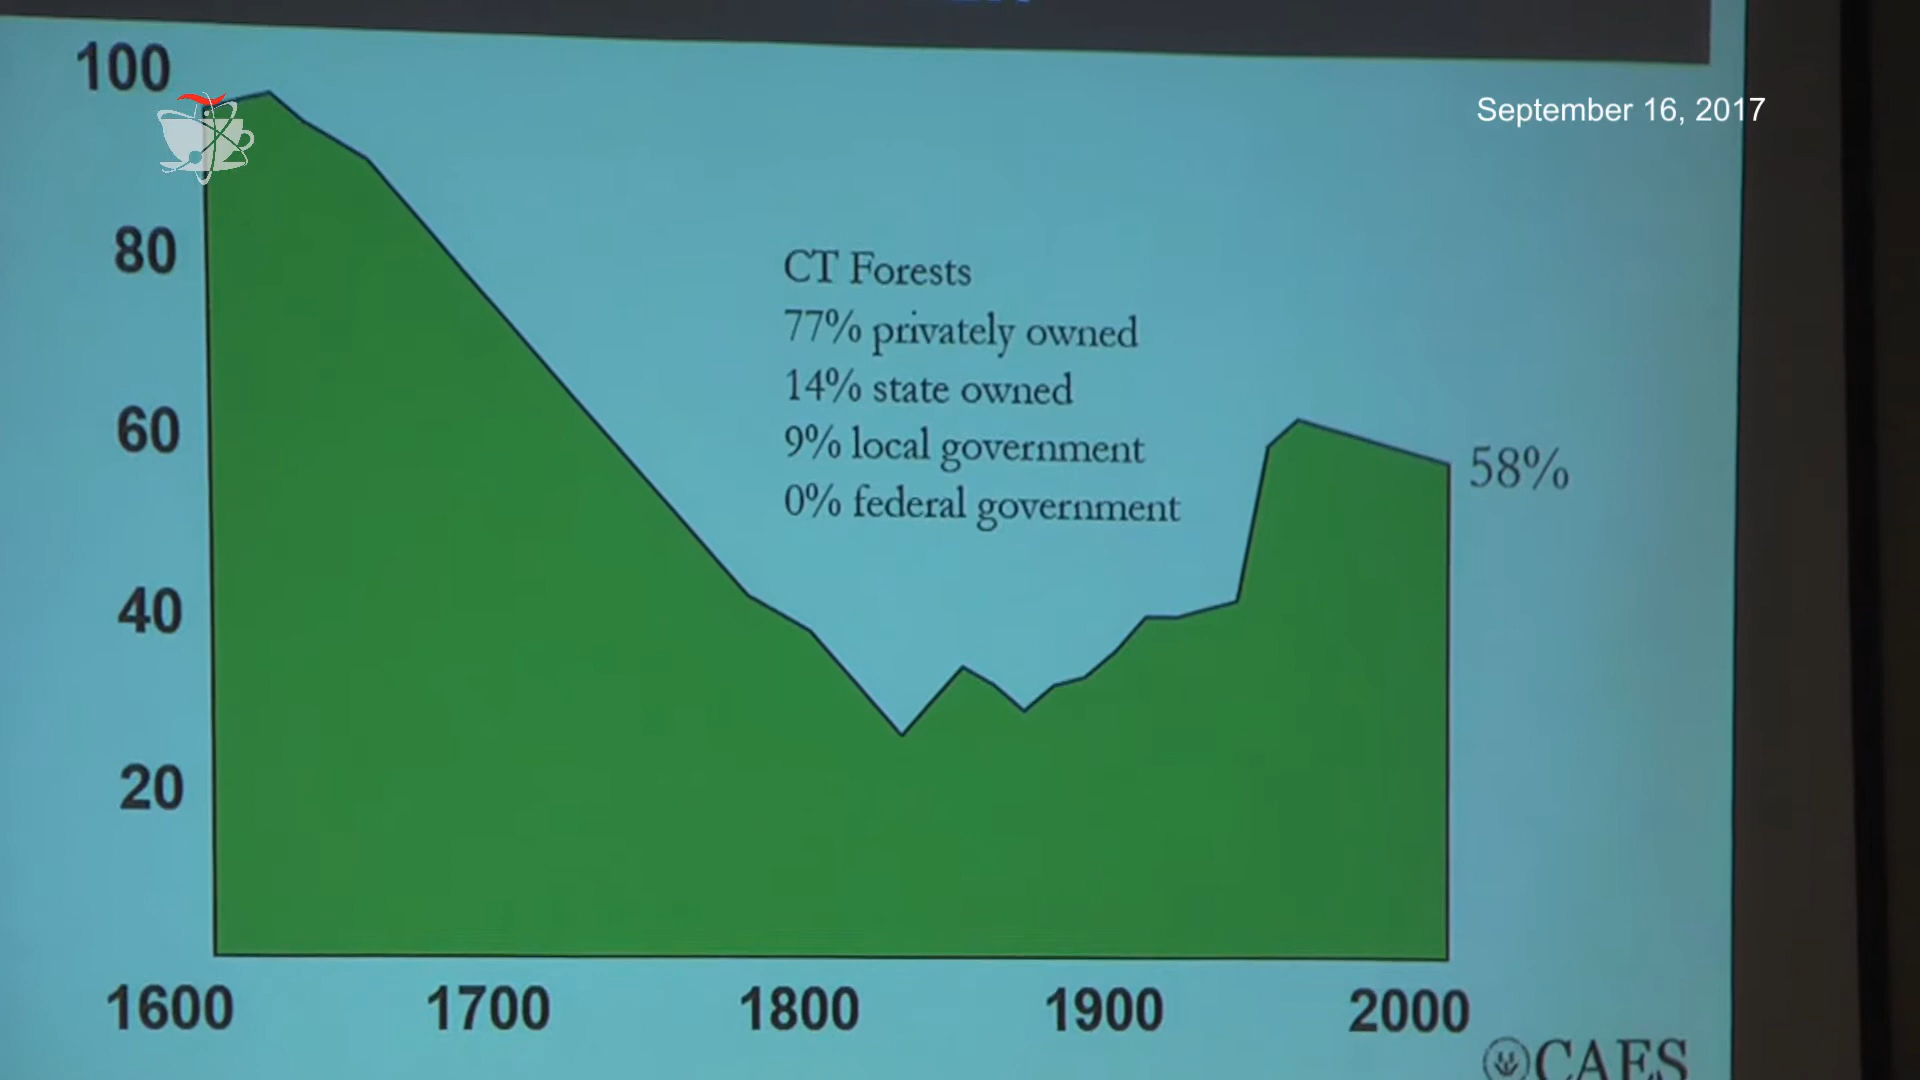 100
September 16, 2017
80
CT Forests
77% privately owned
14% state owned
60
9% local government
58%
0% federal government
40
20
1600 1700 1800 1900 2000
CAES